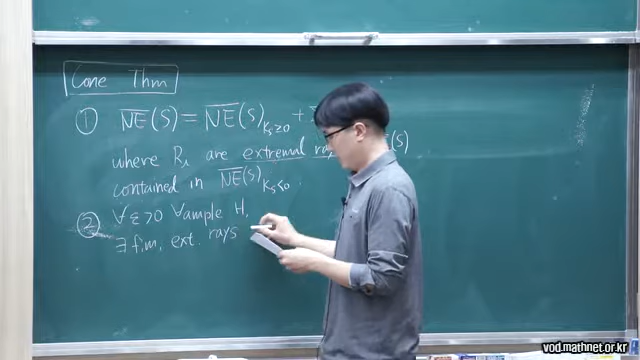 Cone Thm
① NE(S) = NE(S)_{K_S≥0} +
where R_i are extremal (S)
contained in NE(S)_{K_S<0}
② ∀ε>0 ∀ample H,
∃ fin. ext. rays
vod.mathnet.or.kr